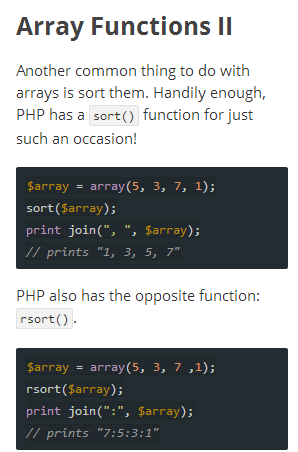 Array Functions II
Another common thing to do with
arrays is sort them. Handily enough,
PHP has a sort() function for just
such an occasion!
$array = array(5, 3, 7, 1);
sort($array);
print join(", ", $array);
// prints "1, 3, 5, 7"
PHP also has the opposite function:
rsort().
$array = array(5, 3, 7 ,1);
rsort($array);
print join(":", $array);
// prints "7:5:3:1"